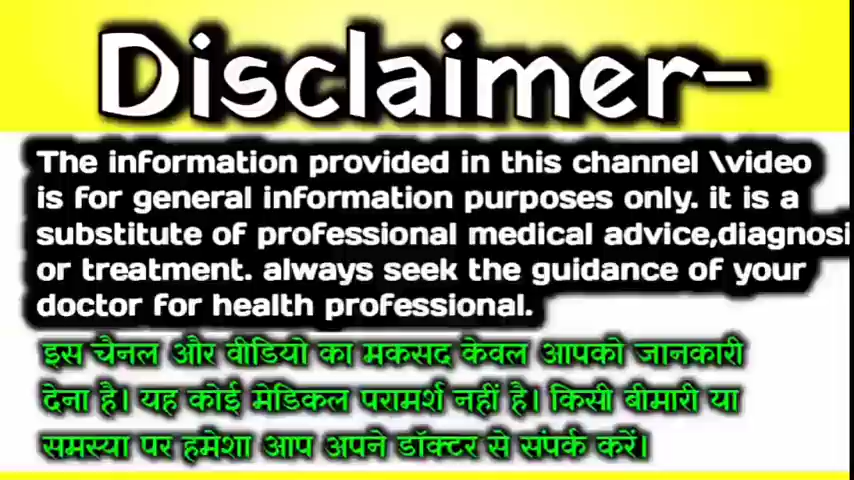 Disclaimer-
The information provided in this channel \video
is for general information purposes only. it is a
substitute of professional medical advice,diagnosi
or treatment. always seek the guidance of your
doctor for health professional.
इस चैनल और वीडियो का मकसद केवल आपको जानकारी
देना है। यह कोई मेडिकल परामर्श नहीं है। किसी बीमारी या
समस्या पर हमेशा आप अपने डॉक्टर से संपर्क करें।